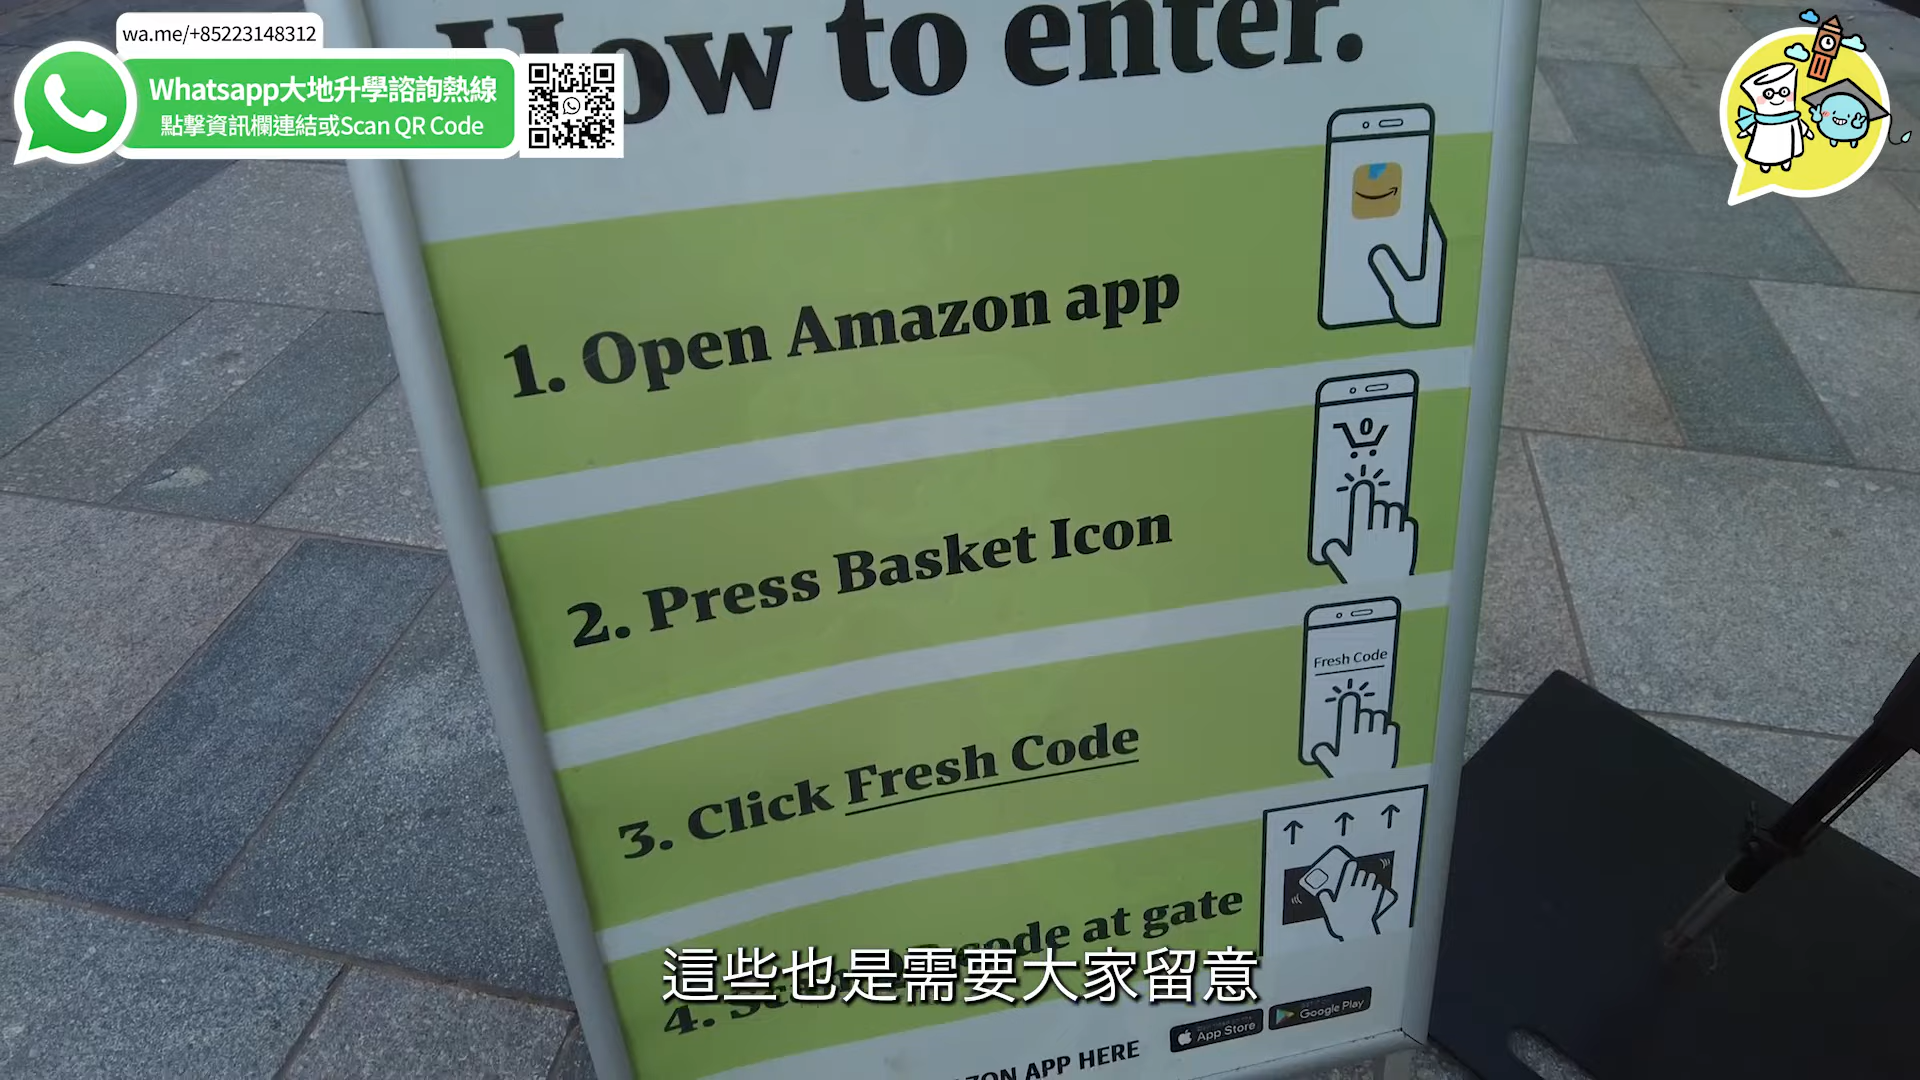 wa.me/+85223148312
Whatsapp大地升學諮詢熱線
點擊資訊欄連結或Scan QR Code
How to enter.
1. Open Amazon app
0
2. Press Basket Icon
Fresh Code
3. Click Fresh Code
4. code at gate
這些也是需要大家留意
App Store
Google Play
APP HERE